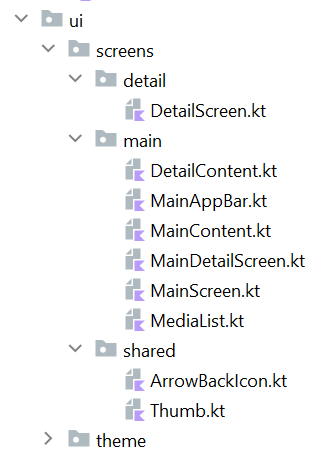 ui
screens
detail
DetailScreen.kt
main
DetailContent.kt
MainAppBar.kt
MainContent.kt
MainDetailScreen.kt
MainScreen.kt
MediaList.kt
shared
ArrowBackIcon.kt
Thumb.kt
theme